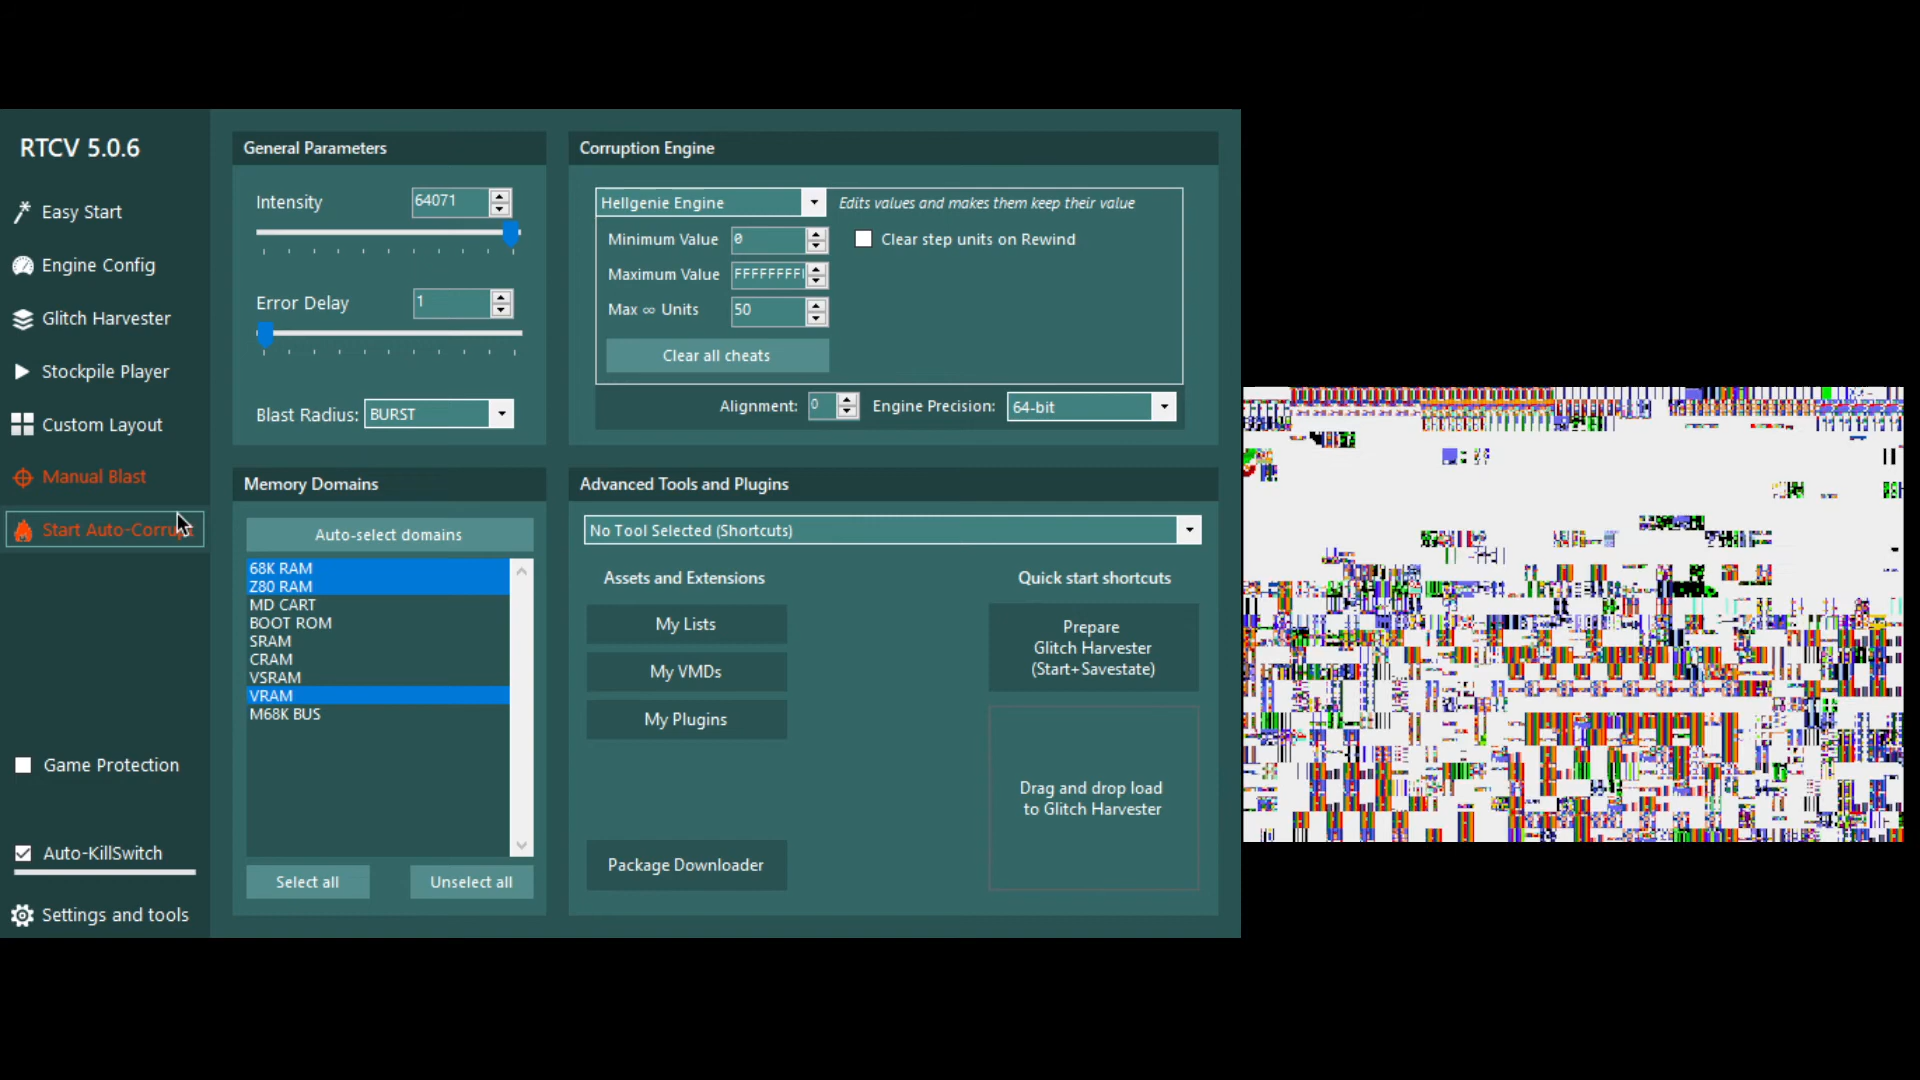 RTCV 5.0.6
Easy Start
Engine Config
Glitch Harvester
Stockpile Player
Custom Layout
Manual Blast
Start Auto-Corrupt
Game Protection
Auto-KillSwitch
Settings and tools
General Parameters
Intensity
64071
Error Delay
1
Blast Radius:
BURST
Corruption Engine
Hellgenie Engine
Edits values and makes them keep their value
Minimum Value
0
Clear step units on Rewind
Maximum Value
FFFFFFFF
Max ∞ Units
50
Clear all cheats
Alignment:
0
Engine Precision:
64-bit
Memory Domains
Auto-select domains
68K RAM
Z80 RAM
MD CART
BOOT ROM
SRAM
CRAM
VSRAM
VRAM
M68K BUS
Select all
Unselect all
Advanced Tools and Plugins
No Tool Selected (Shortcuts)
Assets and Extensions
My Lists
My VMDs
My Plugins
Package Downloader
Quick start shortcuts
Prepare
Glitch Harvester
(Start+Savestate)
Drag and drop load
to Glitch Harvester